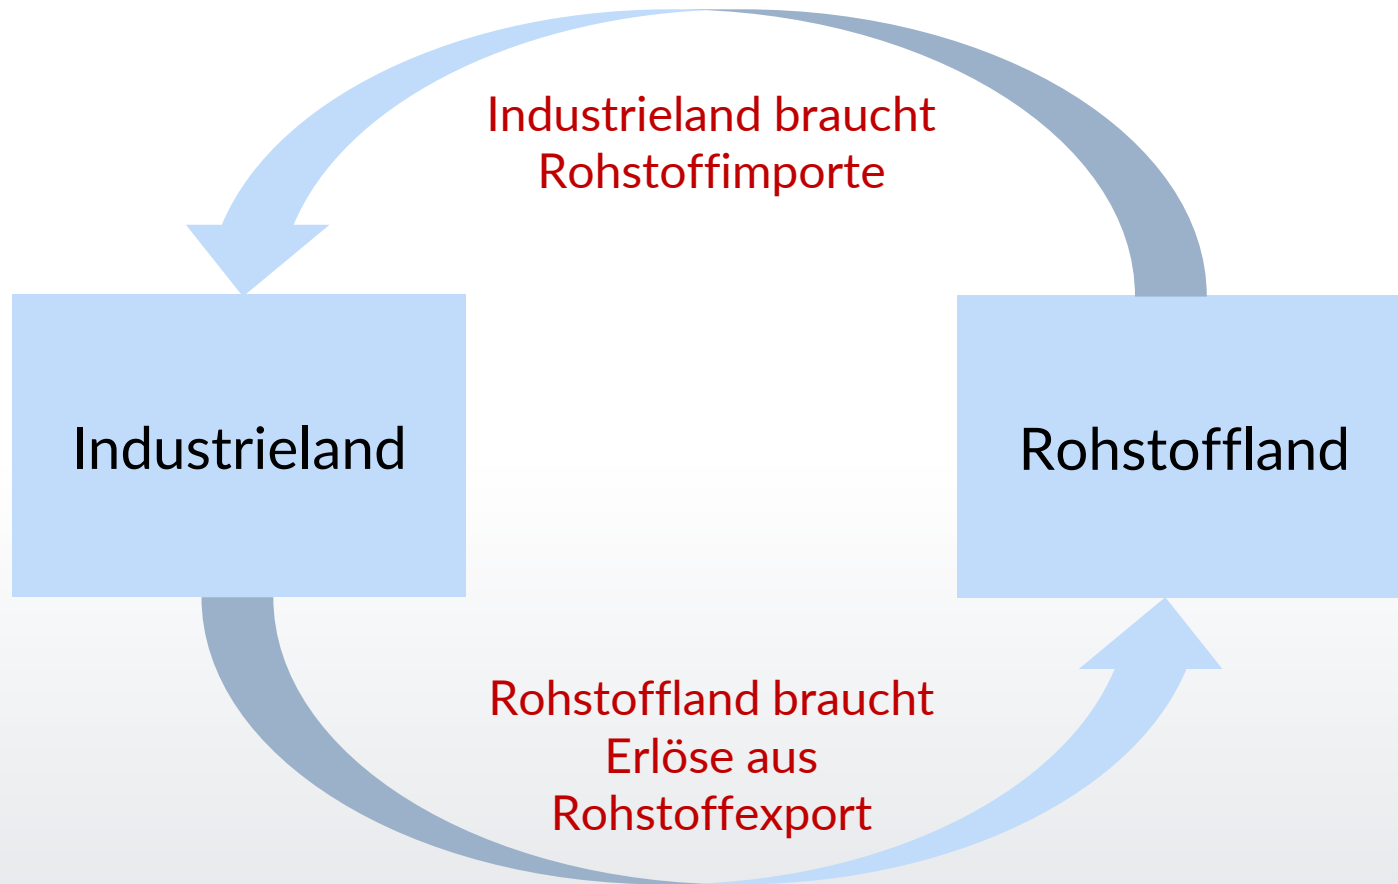 Industrieland braucht
Rohstoffimporte
Industrieland
Rohstoffland
Rohstoffland braucht
Erlöse aus
Rohstoffexport